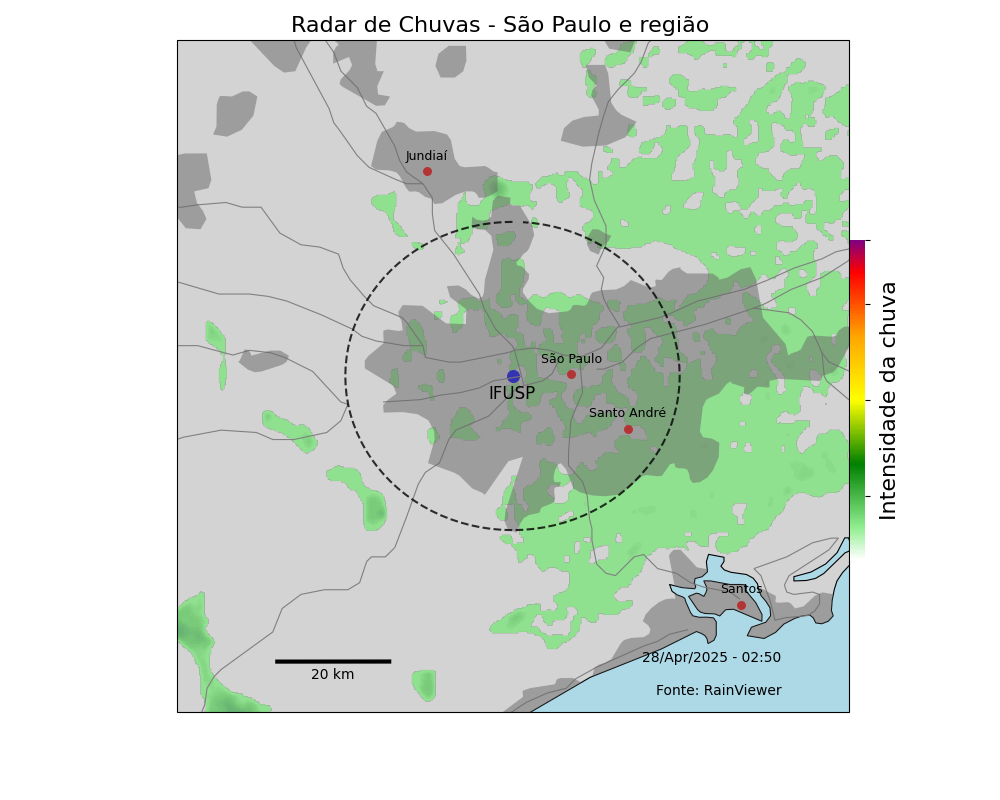 Radar de Chuvas - São Paulo e região
Jundiaí
São Paulo
IFUSP
Santo André
Intensidade da chuva
Santos
28/Apr/2025 - 02:50
20 km
Fonte: RainViewer